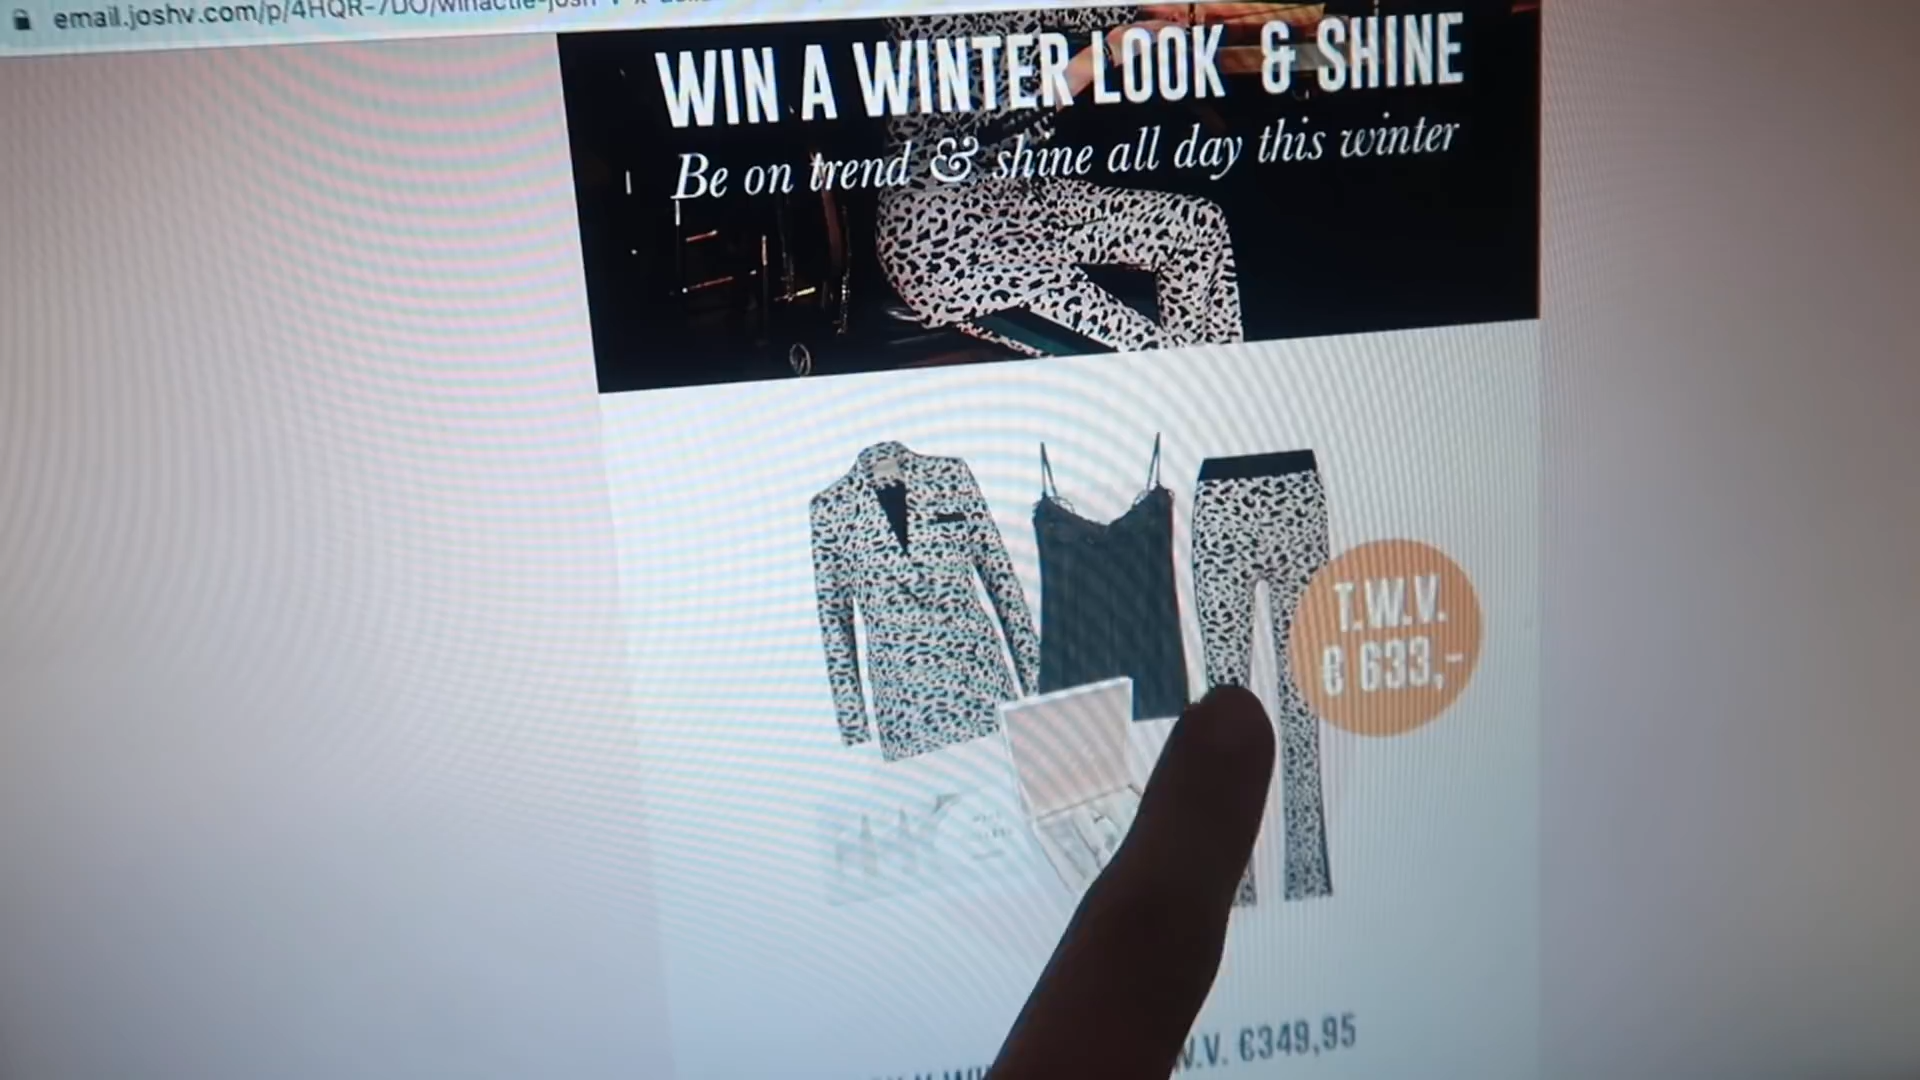 email.joshv.com/p/4HQR-7DO/winactie-josh-v-x
WIN A WINTER LOOK & SHINE
Be on trend & shine all day this winter
T.W.V.
€ 633,-
€349,95